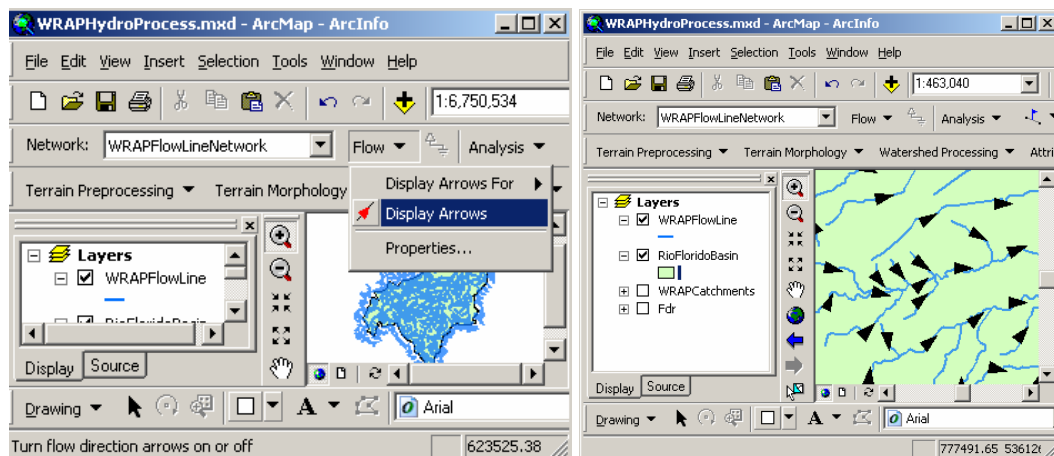 WRAPHydroProcess.mxd - ArcMap - ArcInfo
File Edit View Insert Selection Tools Window Help
1:6,750,534
Network: WRAPFlowLineNetwork Flow Analysis
Terrain Preprocessing Terrain Morphology
Display Arrows For
Display Arrows
Properties...
Layers
WRAPFlowLine
RioFloridoBasin
Display Source
Drawing A Arial
Turn flow direction arrows on or off 623525.38
WRAPHydroProcess.mxd - ArcMap - ArcInfo
File Edit View Insert Selection Tools Window Help
1:463,040
Network: WRAPFlowLineNetwork Flow Analysis
Terrain Preprocessing Terrain Morphology Watershed Processing Attri
Layers
WRAPFlowLine
RioFloridoBasin
WRAPCatchments
Fdr
Display Source
Drawing A Arial
777491.65